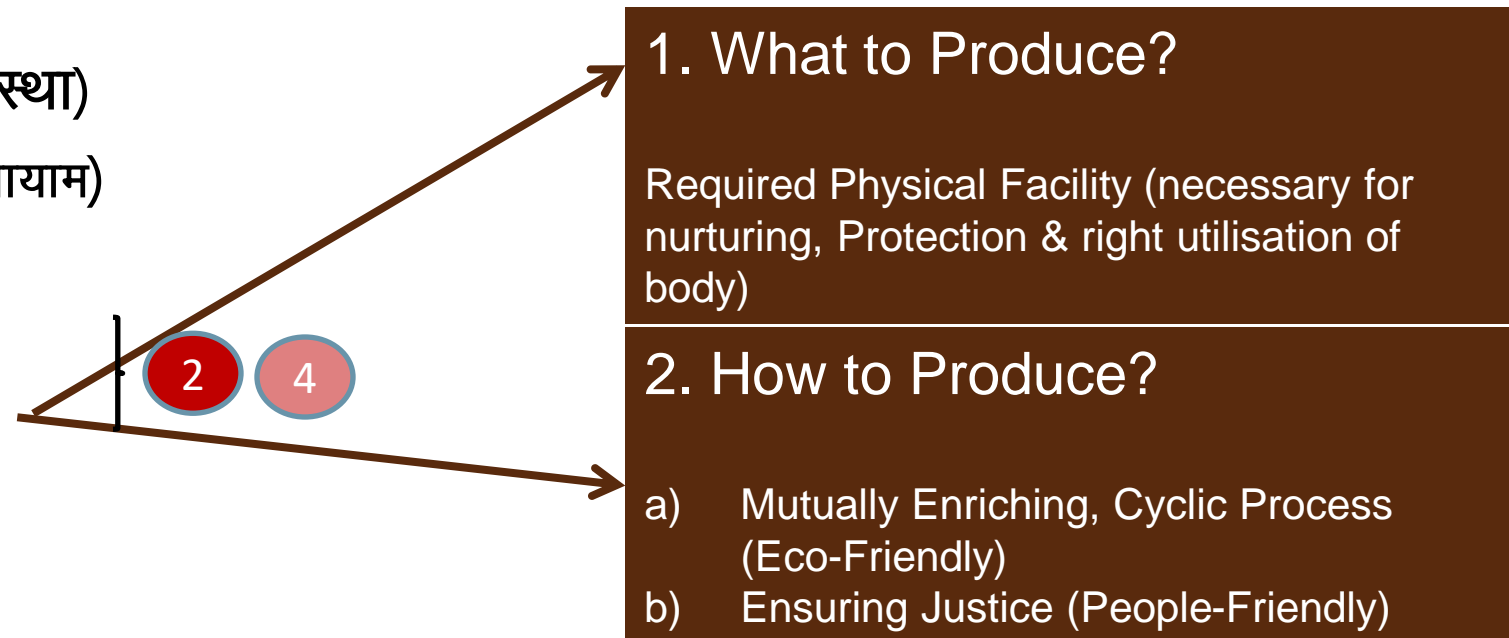 1. What to Produce?
Required Physical Facility (necessary for
nurturing, Protection & right utilisation of
body)
2 4
2. How to Produce?
a) Mutually Enriching, Cyclic Process
(Eco-Friendly)
b) Ensuring Justice (People-Friendly)